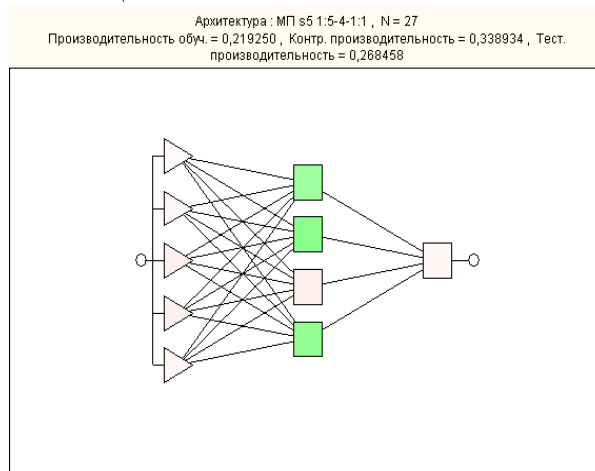 Архитектура : МП s5 1:5-4-1:1 , N = 27
Производительность обуч. = 0,219250 , Контр. производительность = 0,338934 , Тест.
производительность = 0,268458